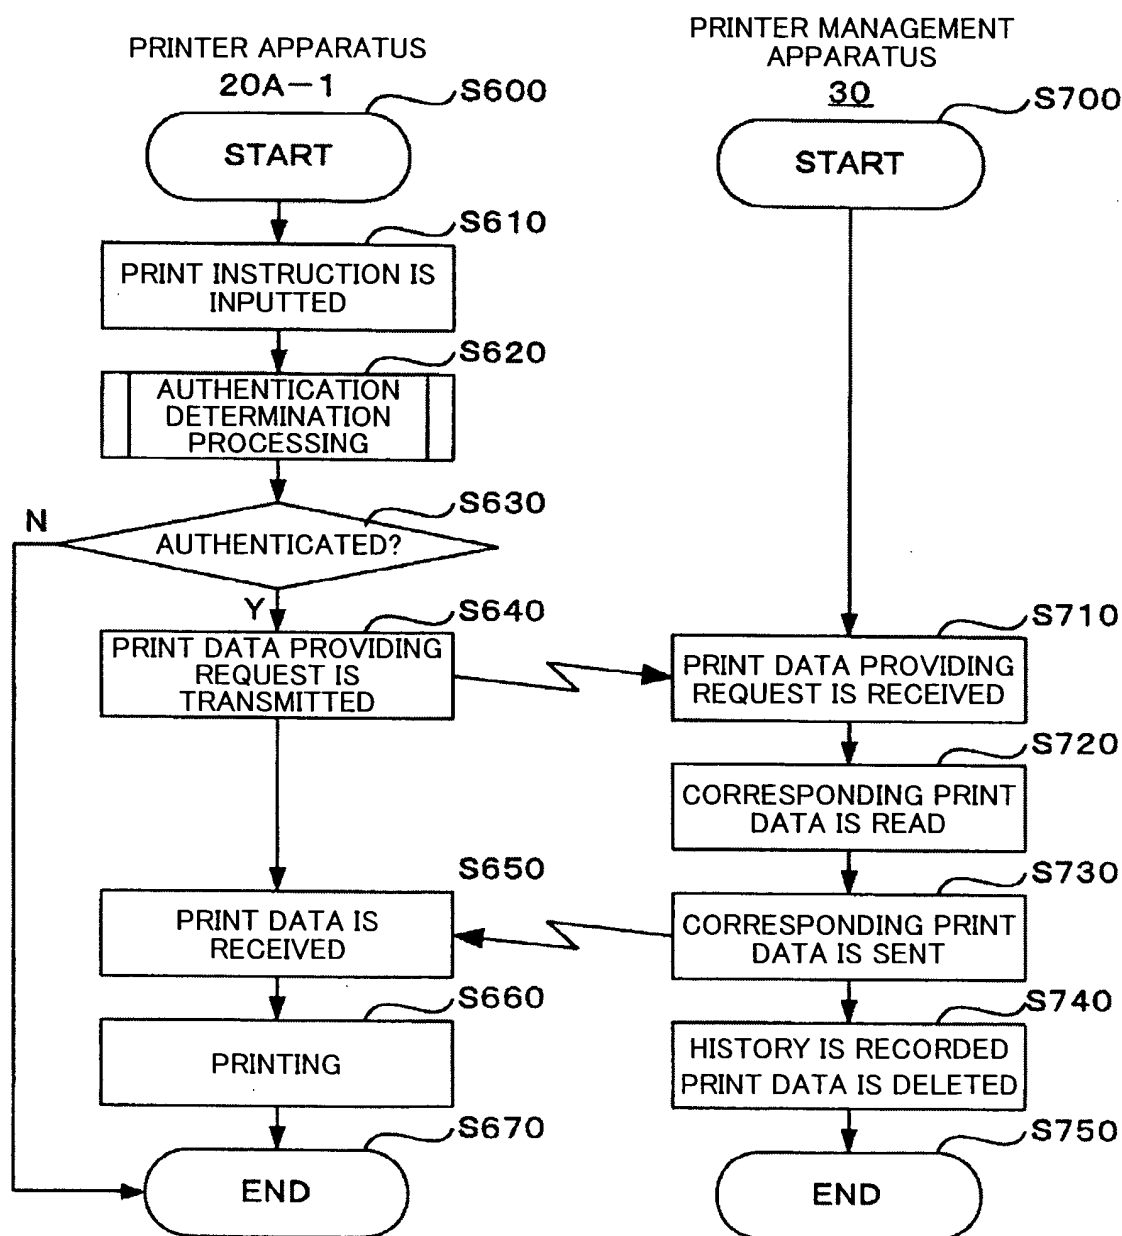 PRINTER APPARATUS
20A-1
S600
START
S610
PRINT INSTRUCTION IS
INPUTTED
S620
AUTHENTICATION
DETERMINATION
PROCESSING
S630
N
AUTHENTICATED?
Y
S640
PRINT DATA PROVIDING
REQUEST IS
TRANSMITTED
S650
PRINT DATA IS
RECEIVED
S660
PRINTING
S670
END
PRINTER MANAGEMENT
APPARATUS
30
S700
START
S710
PRINT DATA PROVIDING
REQUEST IS RECEIVED
S720
CORRESPONDING PRINT
DATA IS READ
S730
CORRESPONDING PRINT
DATA IS SENT
S740
HISTORY IS RECORDED
PRINT DATA IS DELETED
S750
END